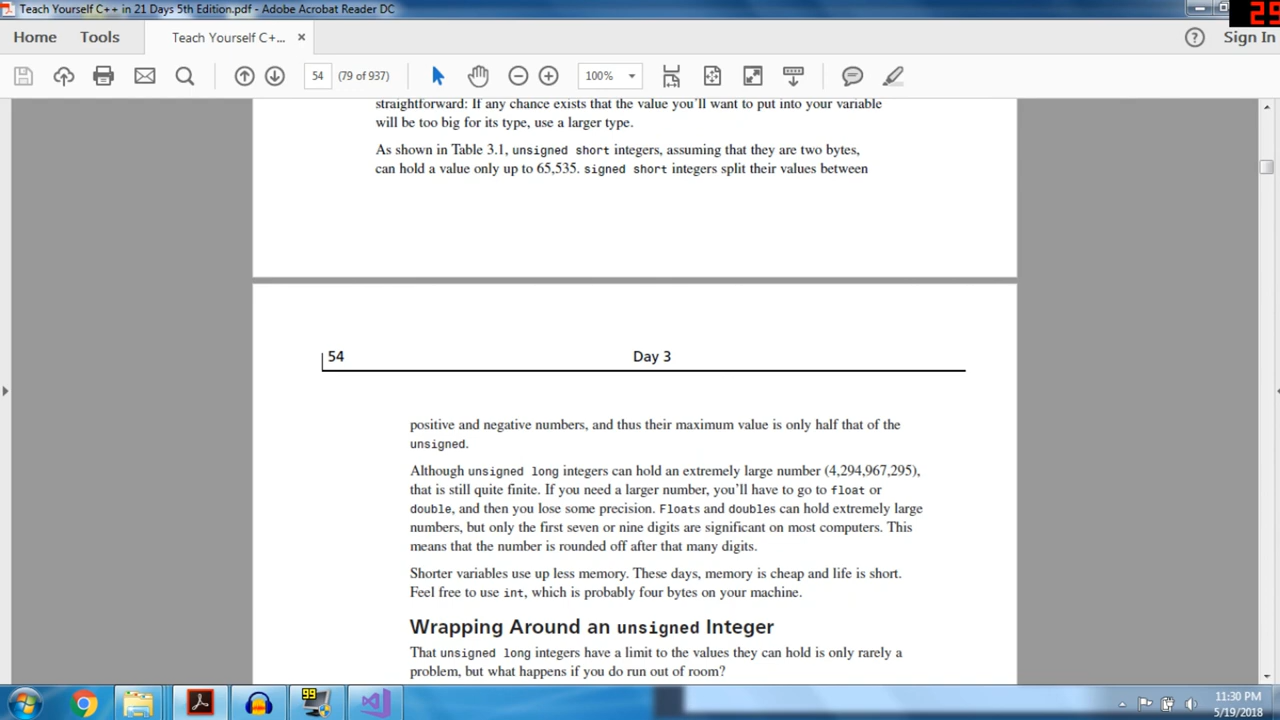 Teach Yourself C++ in 21 Days 5th Edition.pdf - Adobe Acrobat Reader DC
25
Home Tools Teach Yourself C+... × ? Sign In
54 (79 of 937) 100%
straightforward: If any chance exists that the value you'll want to put into your variable
will be too big for its type, use a larger type.
As shown in Table 3.1, unsigned short integers, assuming that they are two bytes,
can hold a value only up to 65,535. signed short integers split their values between
54 Day 3
positive and negative numbers, and thus their maximum value is only half that of the
unsigned.
Although unsigned long integers can hold an extremely large number (4,294,967,295),
that is still quite finite. If you need a larger number, you'll have to go to float or
double, and then you lose some precision. Floats and doubles can hold extremely large
numbers, but only the first seven or nine digits are significant on most computers. This
means that the number is rounded off after that many digits.
Shorter variables use up less memory. These days, memory is cheap and life is short.
Feel free to use int, which is probably four bytes on your machine.
Wrapping Around an unsigned Integer
That unsigned long integers have a limit to the values they can hold is only rarely a
problem, but what happens if you do run out of room?
99
11:30 PM
5/19/2018